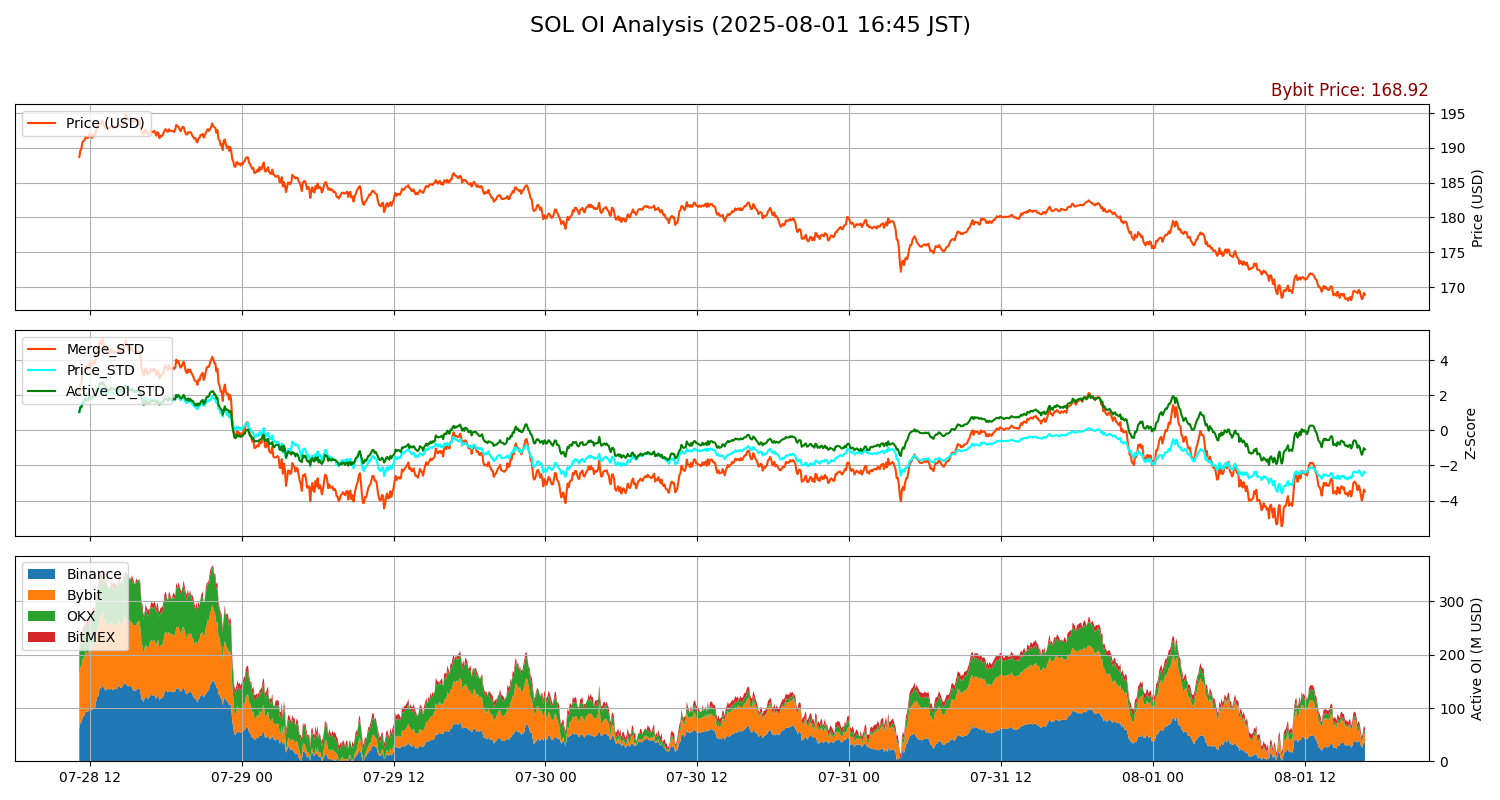 SOL OI Analysis (2025-08-01 16:45 JST)
Bybit Price: 168.92
Price (USD)
195
190
185
180
175
170
Price (USD)
Merge_STD
Price_STD
Active_OI_STD
4
2
0
−2
−4
Z-Score
Binance
Bybit
OKX
BitMEX
300
200
100
0
Active OI (M USD)
07-28 12
07-29 00
07-29 12
07-30 00
07-30 12
07-31 00
07-31 12
08-01 00
08-01 12